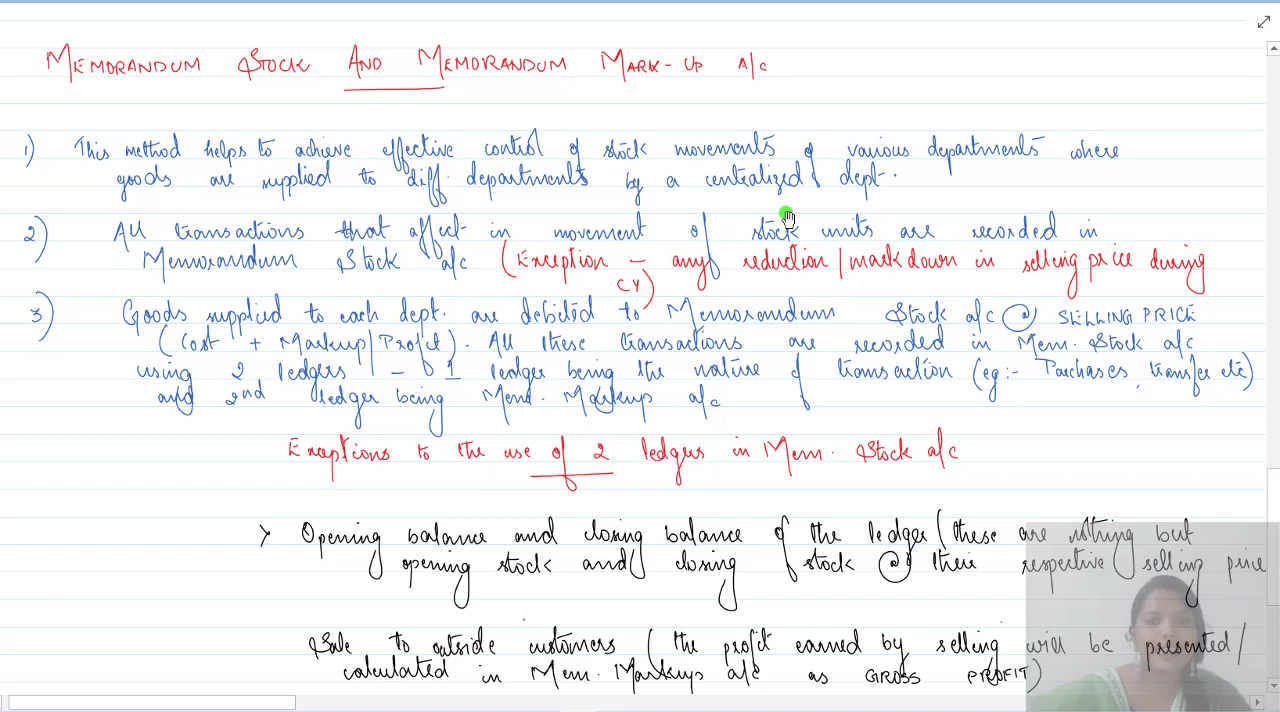 MEMORANDUM STOCK AND MEMORANDUM MARK-UP A/C
1) This method helps to achieve effective control of stock movements of various departments where
goods are supplied to diff. departments by a centralized dept.
2) All transactions that affect in movement of stock units are recorded in
Memorandum Stock a/c (Exception - any reduction/markdown in selling price during
CY)
3) Goods supplied to each dept. are debited to Memorandum Stock a/c @ SELLING PRICE
(Cost + Markup/Profit). All these transactions are recorded in Mem. Stock a/c
using 2 ledgers - 1 ledger being the nature of transaction (eg:- Purchases, transfer etc)
and 2nd ledger being Mem. Markup a/c
Exceptions to the use of 2 ledgers in Mem. Stock a/c
> Opening balance and closing balance of the ledger (these are nothing but
opening stock and closing stock @ their respective selling price
Sale to outside customers (the profit earned by selling will be presented/
calculated in Mem. Markup a/c as GROSS PROFIT)